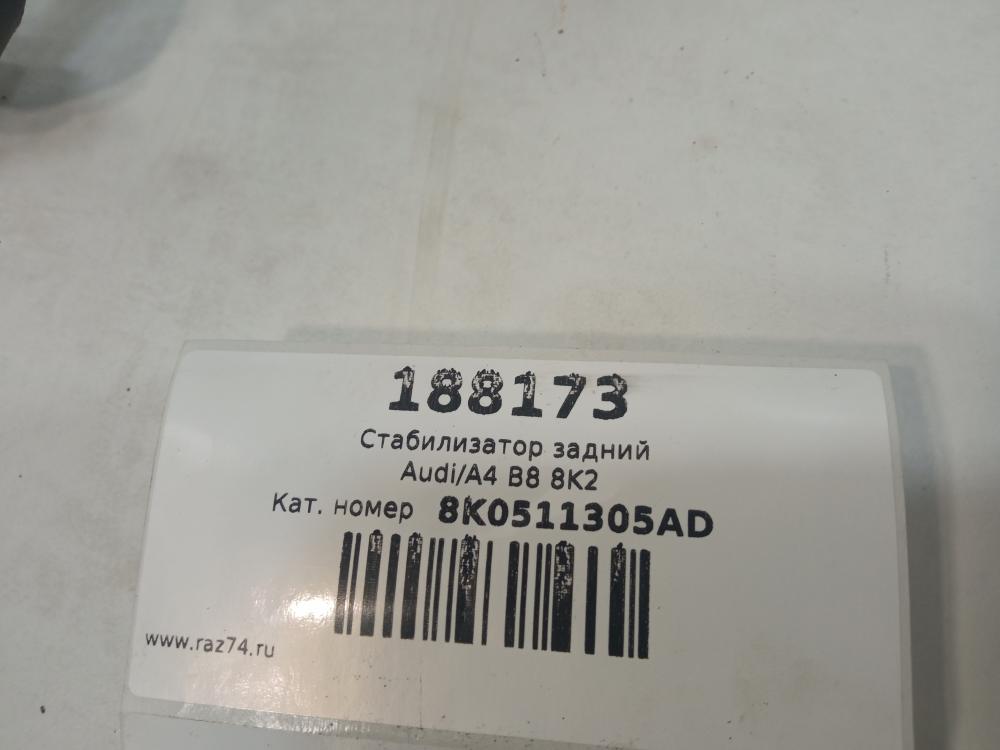 188173
Стабилизатор задний
Audi/A4 B8 8K2
Кат. номер 8K0511305AD
www.raz74.ru